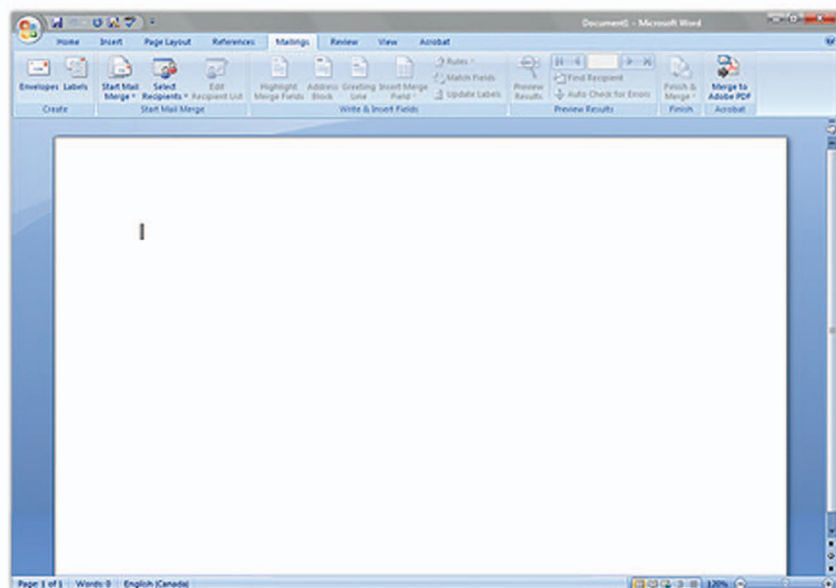 Document1 - Microsoft Word
Home Insert Page Layout References Mailings Review View Acrobat
Envelopes Labels Start Mail Merge Select Recipients Edit Recipient List Highlight Merge Fields Address Block Greeting Line Insert Merge Field Rules Match Fields Update Labels Preview Results Find Recipient Auto Check for Errors Finish & Merge Merge to Adobe PDF
Create Start Mail Merge Write & Insert Fields Preview Results Finish Acrobat
Page: 1 of 1 Words: 0 English (Canada) 120%